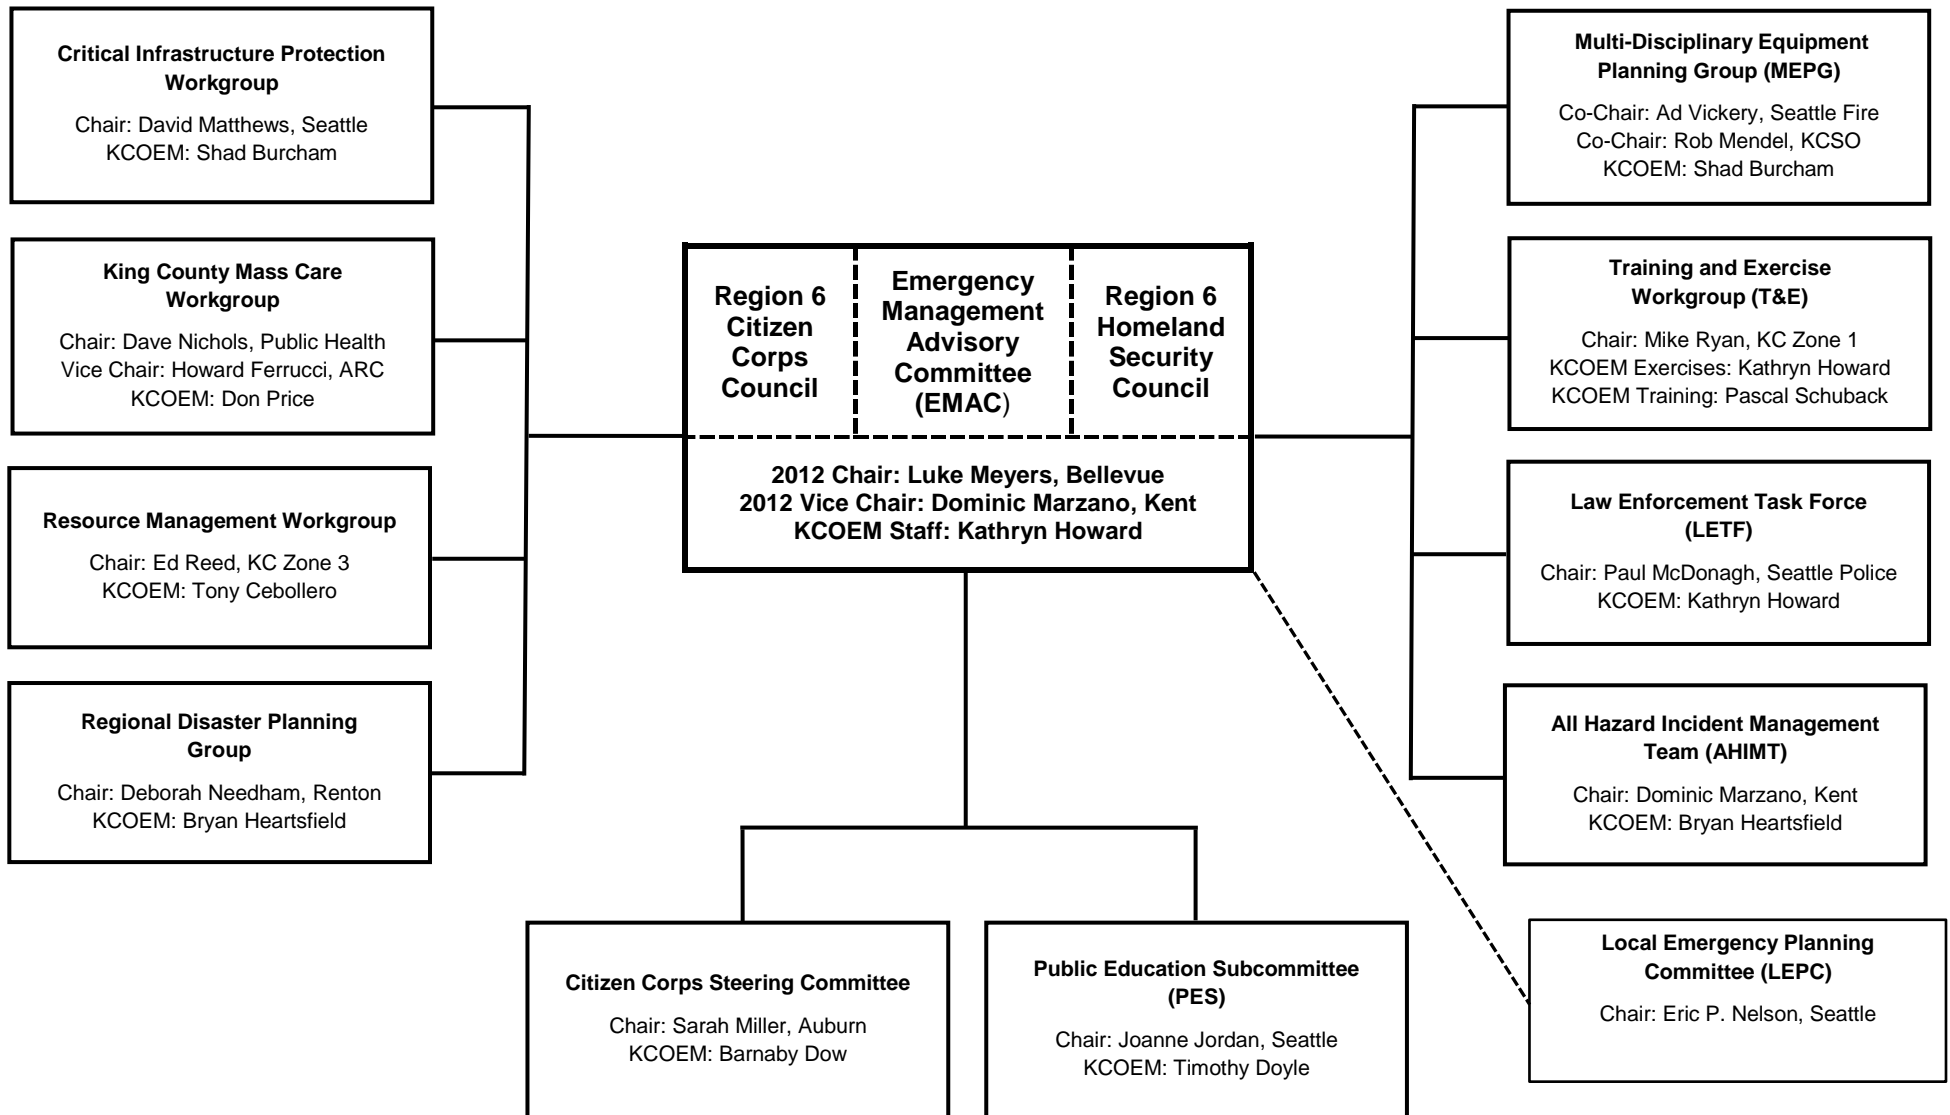 Critical Infrastructure Protection
Workgroup
Chair: David Matthews, Seattle
KCOEM: Shad Burcham
King County Mass Care
Workgroup
Chair: Dave Nichols, Public Health
Vice Chair: Howard Ferrucci, ARC
KCOEM: Don Price
Resource Management Workgroup
Chair: Ed Reed, KC Zone 3
KCOEM: Tony Cebollero
Regional Disaster Planning
Group
Chair: Deborah Needham, Renton
KCOEM: Bryan Heartsfield
Region 6
Citizen
Corps
Council
Emergency
Management
Advisory
Committee
(EMAC)
Region 6
Homeland
Security
Council
2012 Chair: Luke Meyers, Bellevue
2012 Vice Chair: Dominic Marzano, Kent
KCOEM Staff: Kathryn Howard
Citizen Corps Steering Committee
Chair: Sarah Miller, Auburn
KCOEM: Barnaby Dow
Public Education Subcommittee
(PES)
Chair: Joanne Jordan, Seattle
KCOEM: Timothy Doyle
Multi-Disciplinary Equipment
Planning Group (MEPG)
Co-Chair: Ad Vickery, Seattle Fire
Co-Chair: Rob Mendel, KCSO
KCOEM: Shad Burcham
Training and Exercise
Workgroup (T&E)
Chair: Mike Ryan, KC Zone 1
KCOEM Exercises: Kathryn Howard
KCOEM Training: Pascal Schuback
Law Enforcement Task Force
(LETF)
Chair: Paul McDonagh, Seattle Police
KCOEM: Kathryn Howard
All Hazard Incident Management
Team (AHIMT)
Chair: Dominic Marzano, Kent
KCOEM: Bryan Heartsfield
Local Emergency Planning
Committee (LEPC)
Chair: Eric P. Nelson, Seattle